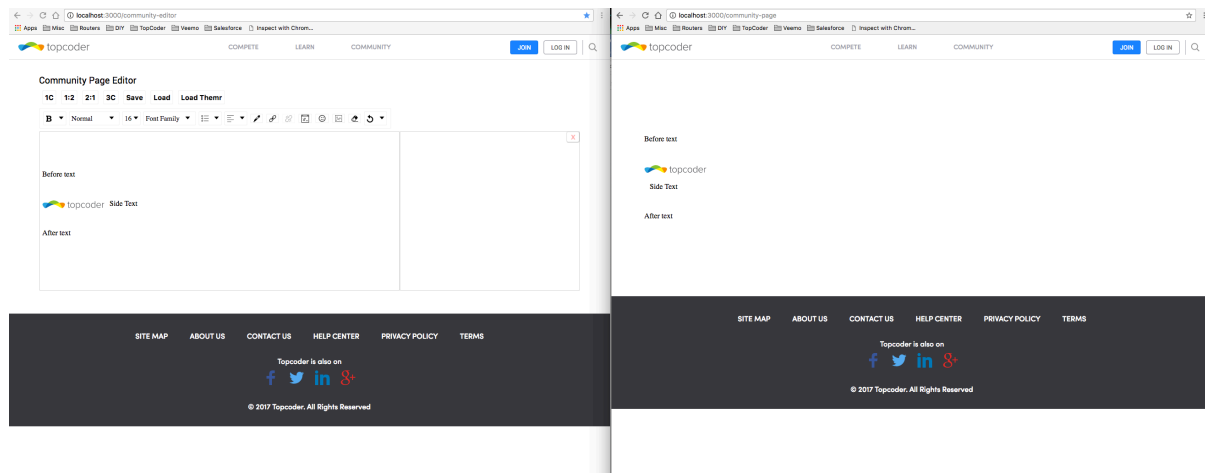 localhost:3000/community-editor
Apps Misc Routers DIY TopCoder Veemo Salesforce Inspect with Chrom...
topcoder COMPETE LEARN COMMUNITY JOIN LOG IN
Community Page Editor
1C 1:2 2:1 3C Save Load Load Themr
B Normal 16 Font Family
X
Before text
topcoder Side Text
After text
SITE MAP ABOUT US CONTACT US HELP CENTER PRIVACY POLICY TERMS
Topcoder is also on
f in 8+
© 2017 Topcoder. All Rights Reserved
localhost:3000/community-page
Apps Misc Routers DIY TopCoder Veemo Salesforce Inspect with Chrom...
topcoder COMPETE LEARN COMMUNITY JOIN LOG IN
Before text
topcoder
Side Text
After text
SITE MAP ABOUT US CONTACT US HELP CENTER PRIVACY POLICY TERMS
Topcoder is also on
f in 8+
© 2017 Topcoder. All Rights Reserved